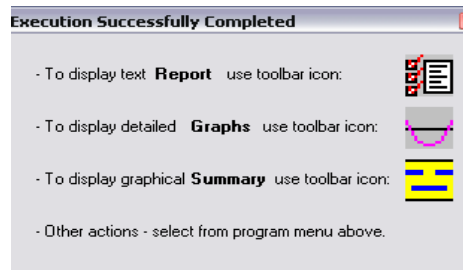 Execution Successfully Completed
- To display text Report use toolbar icon:
- To display detailed Graphs use toolbar icon:
- To display graphical Summary use toolbar icon:
- Other actions - select from program menu above.